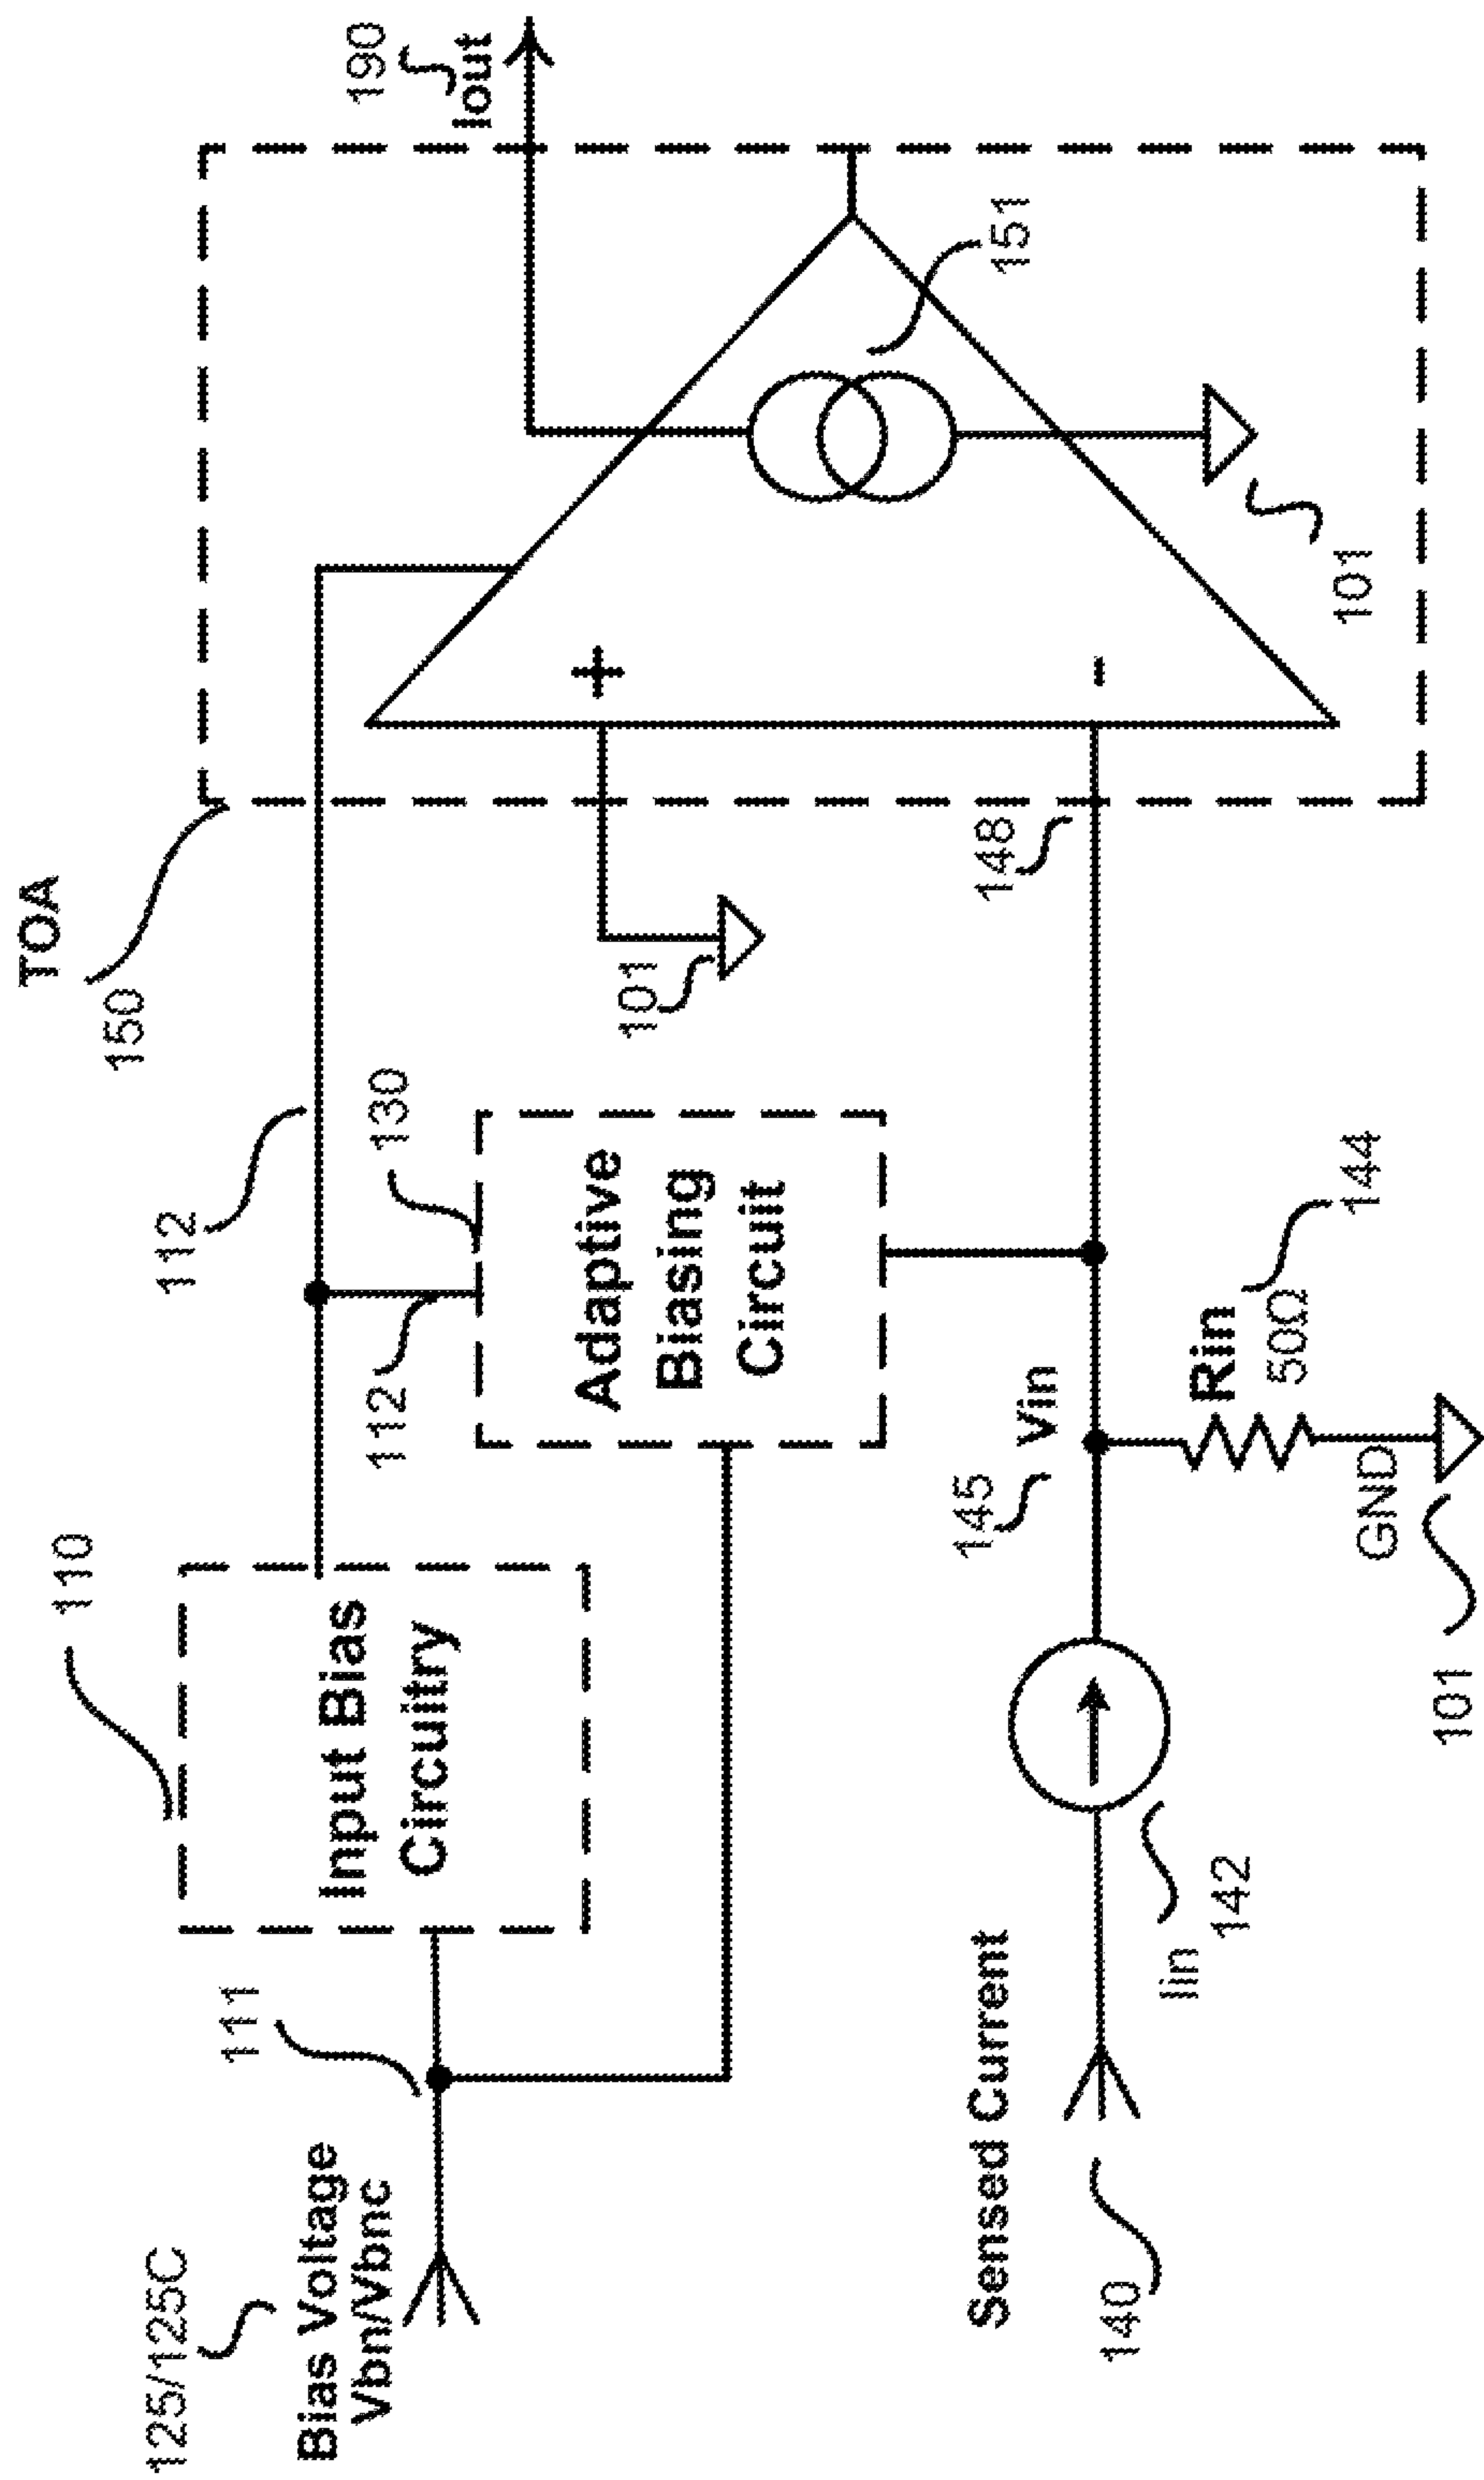 TOA
150
190
Iout
112
110
Input Bias
Circuitry
112
130
Adaptive
Biasing
Circuit
101
+
151
111
125/125C
Bias Voltage
Vbn/Vbnc
148
-
101
145
Vin
Sensed Current
140
Iin
142
Rin
50Ω
144
GND
101